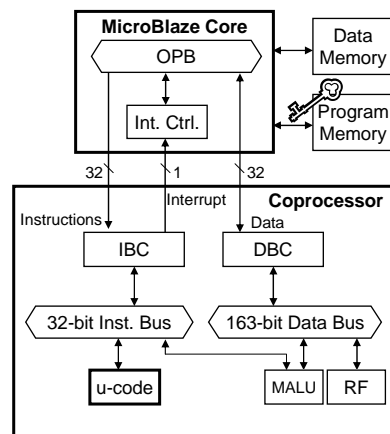 MicroBlaze Core
OPB
Data
Memory
Int. Ctrl.
Program
Memory
32
1
32
Interrupt
Coprocessor
Instructions
Data
IBC
DBC
32-bit Inst. Bus
163-bit Data Bus
u-code
MALU
RF